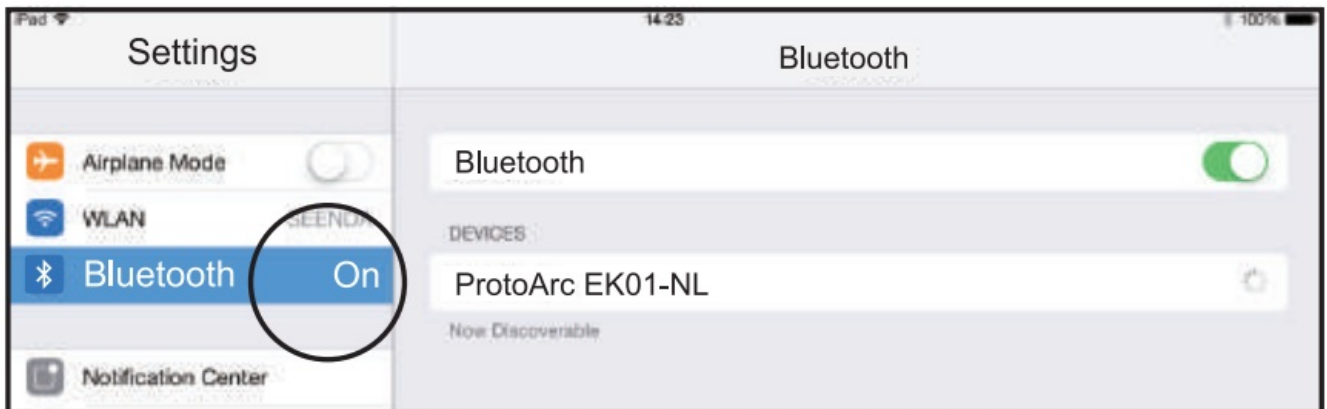 iPad 14:23 100%
Settings
Bluetooth
Airplane Mode
WLAN SEENDA
Bluetooth On
Notification Center
Bluetooth
DEVICES
ProtoArc EK01-NL
Now Discoverable